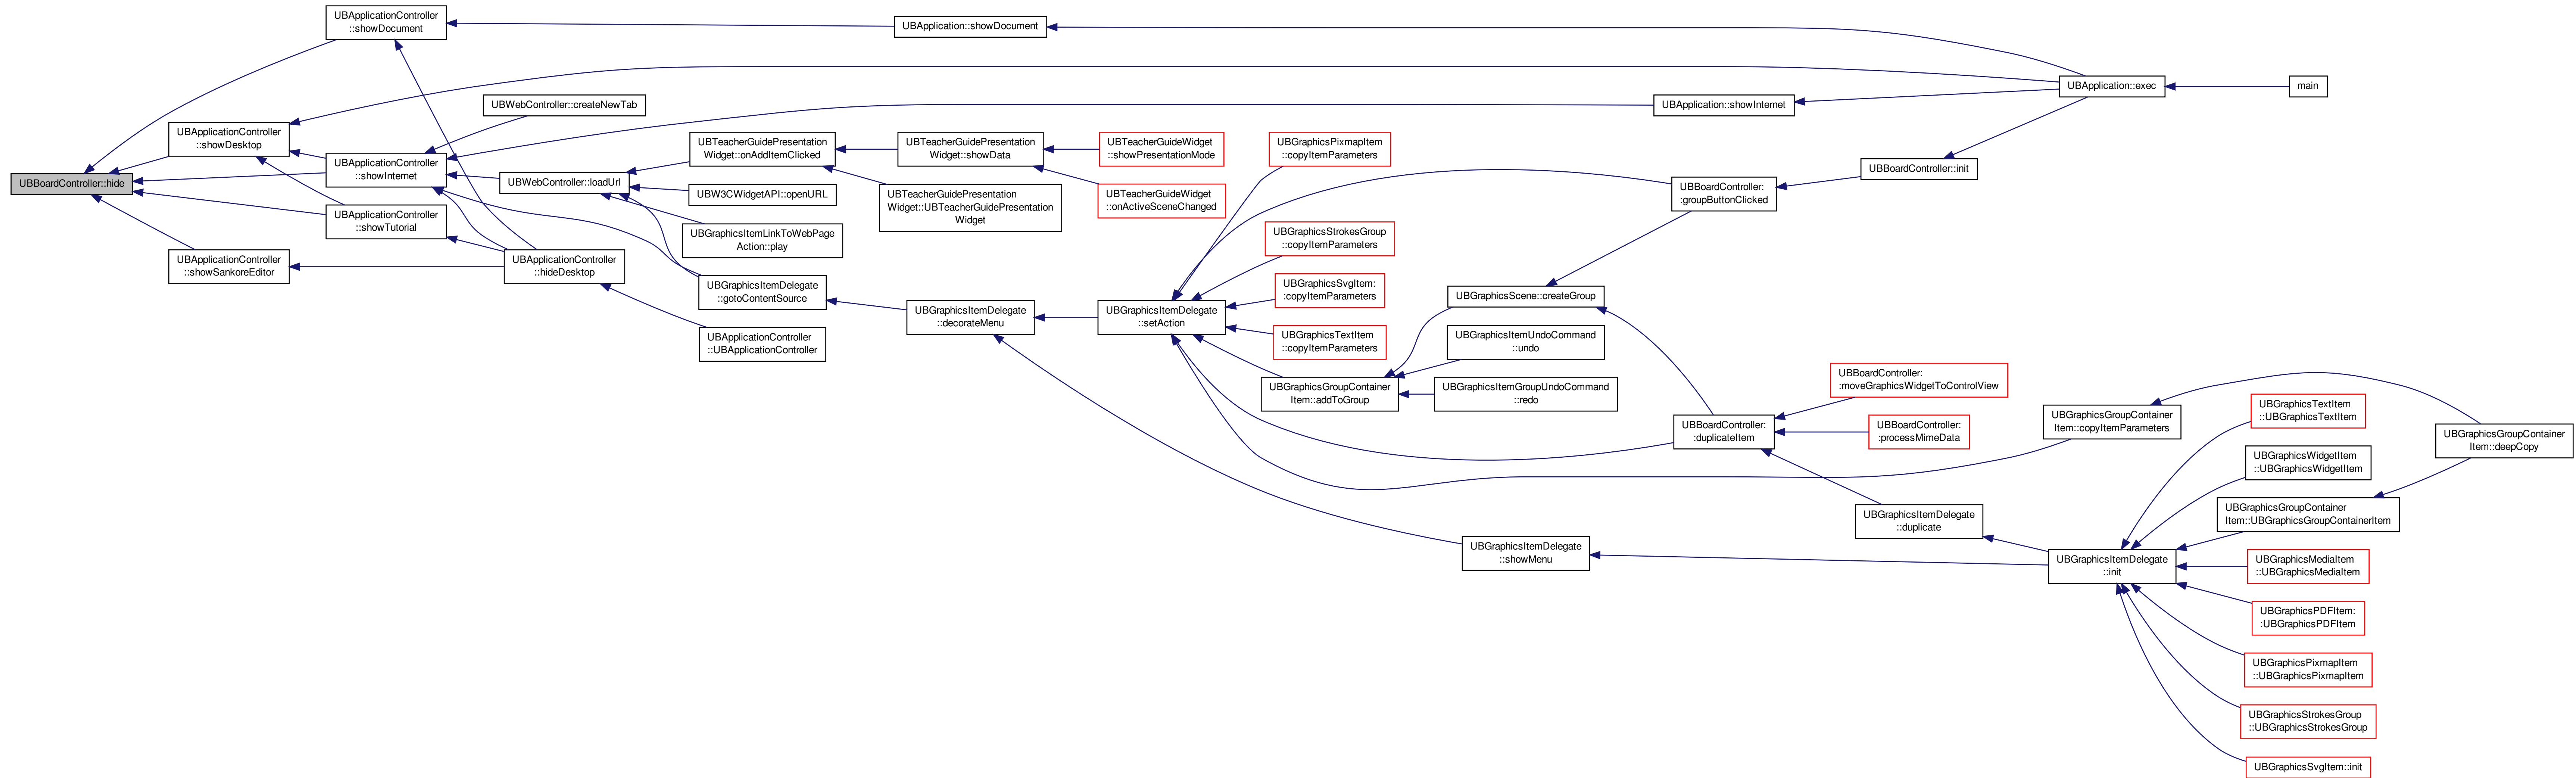 UBBoardController::hide
UBApplicationController
::showDocument
UBApplicationController
::showDesktop
UBApplicationController
::showInternet
UBApplicationController
::showTutorial
UBApplicationController
::showSankoreEditor
UBWebController::createNewTab
UBWebController::loadUrl
UBApplicationController
::hideDesktop
UBTeacherGuidePresentation
Widget::onAddItemClicked
UBW3CWidgetAPI::openURL
UBGraphicsItemLinkToWebPage
Action::play
UBGraphicsItemDelegate
::gotoContentSource
UBApplicationController
::UBApplicationController
UBApplication::showDocument
UBTeacherGuidePresentation
Widget::showData
UBTeacherGuidePresentation
Widget::UBTeacherGuidePresentation
Widget
UBGraphicsItemDelegate
::decorateMenu
UBTeacherGuideWidget
::showPresentationMode
UBTeacherGuideWidget
::onActiveSceneChanged
UBGraphicsItemDelegate
::setAction
UBGraphicsPixmapItem
::copyItemParameters
UBGraphicsStrokesGroup
::copyItemParameters
UBGraphicsSvgItem:
:copyItemParameters
UBGraphicsTextItem
::copyItemParameters
UBGraphicsGroupContainer
Item::addToGroup
UBGraphicsScene::createGroup
UBGraphicsItemUndoCommand
::undo
UBGraphicsItemGroupUndoCommand
::redo
UBGraphicsItemDelegate
::showMenu
UBApplication::showInternet
UBBoardController:
:groupButtonClicked
UBBoardController:
:duplicateItem
UBBoardController::init
UBBoardController:
:moveGraphicsWidgetToControlView
UBBoardController:
:processMimeData
UBGraphicsItemDelegate
::duplicate
UBApplication::exec
main
UBGraphicsGroupContainer
Item::copyItemParameters
UBGraphicsItemDelegate
::init
UBGraphicsTextItem
::UBGraphicsTextItem
UBGraphicsWidgetItem
::UBGraphicsWidgetItem
UBGraphicsGroupContainer
Item::UBGraphicsGroupContainerItem
UBGraphicsMediaItem
::UBGraphicsMediaItem
UBGraphicsPDFItem:
:UBGraphicsPDFItem
UBGraphicsPixmapItem
::UBGraphicsPixmapItem
UBGraphicsStrokesGroup
::UBGraphicsStrokesGroup
UBGraphicsSvgItem::init
UBGraphicsGroupContainer
Item::deepCopy